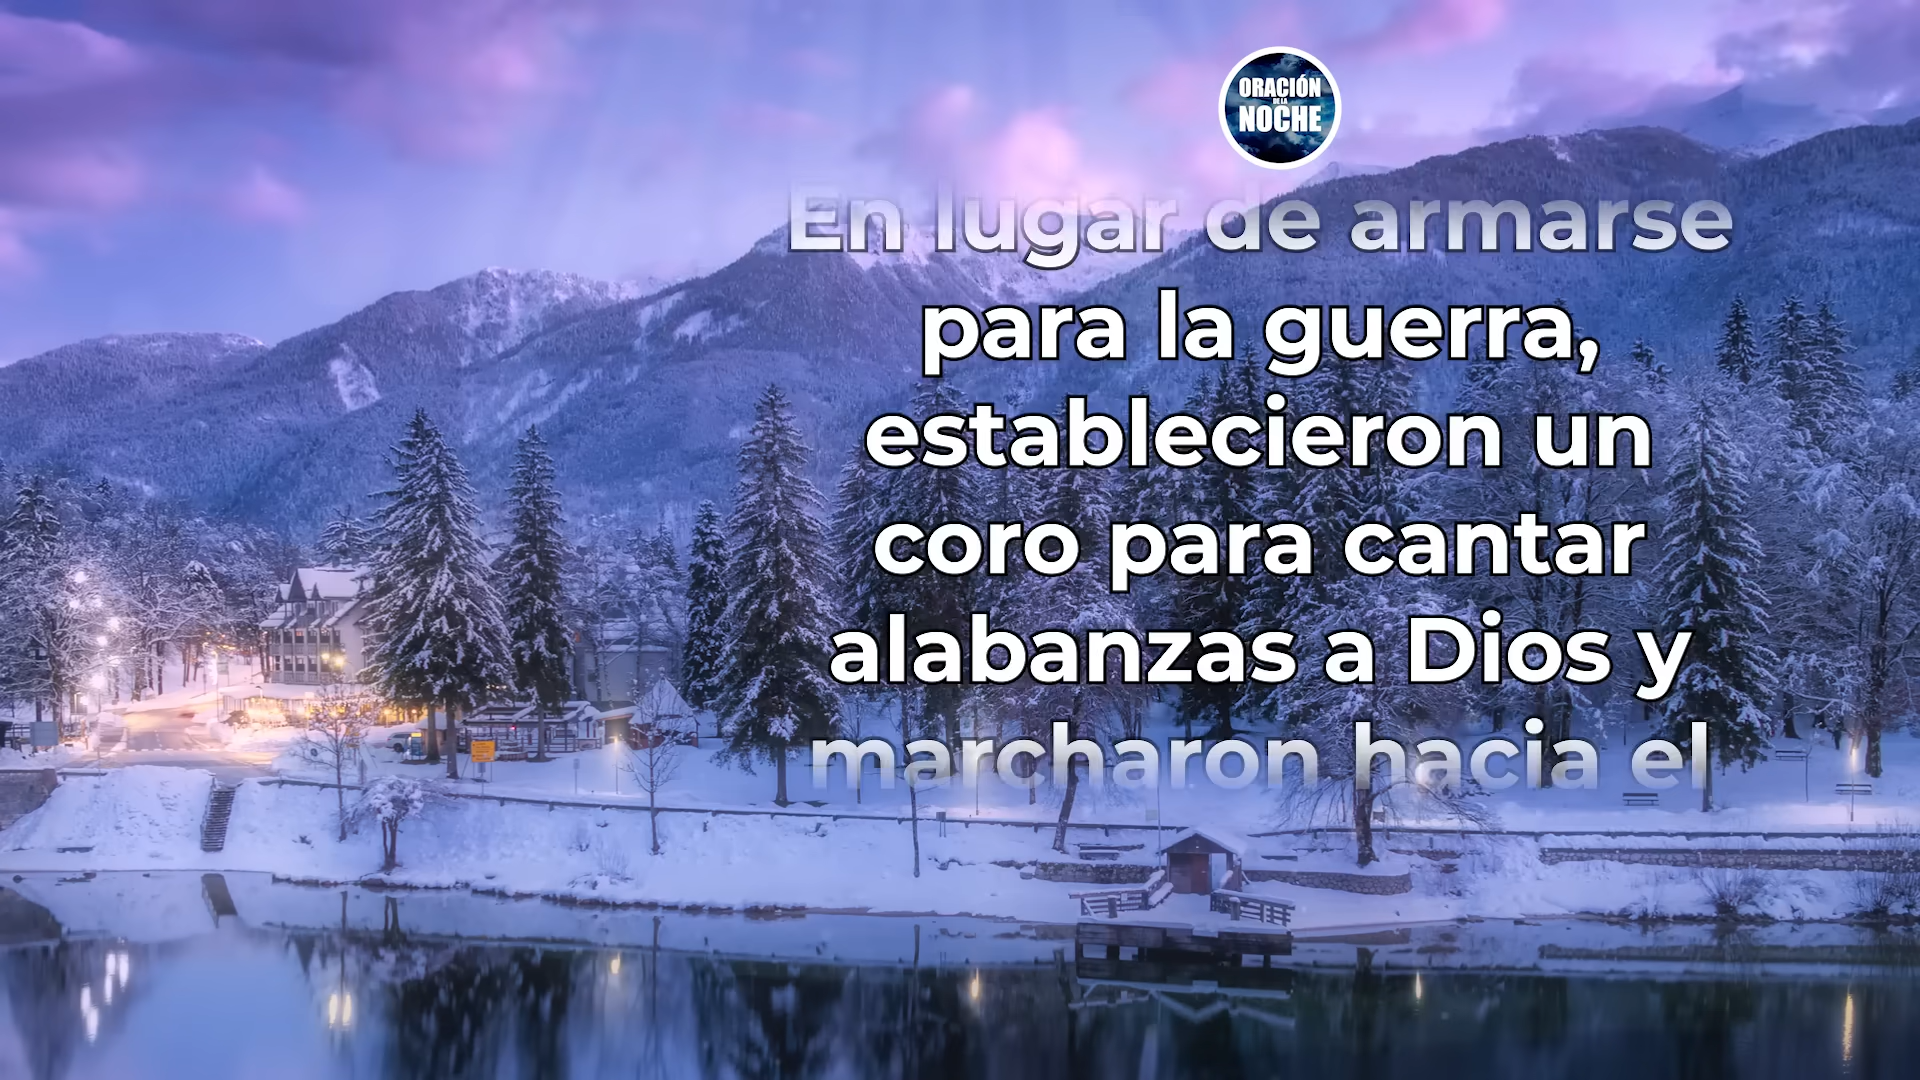 ORACIÓN
DE LA
NOCHE
En lugar de armarse
para la guerra,
establecieron un
coro para cantar
alabanzas a Dios y
marcharon hacia el